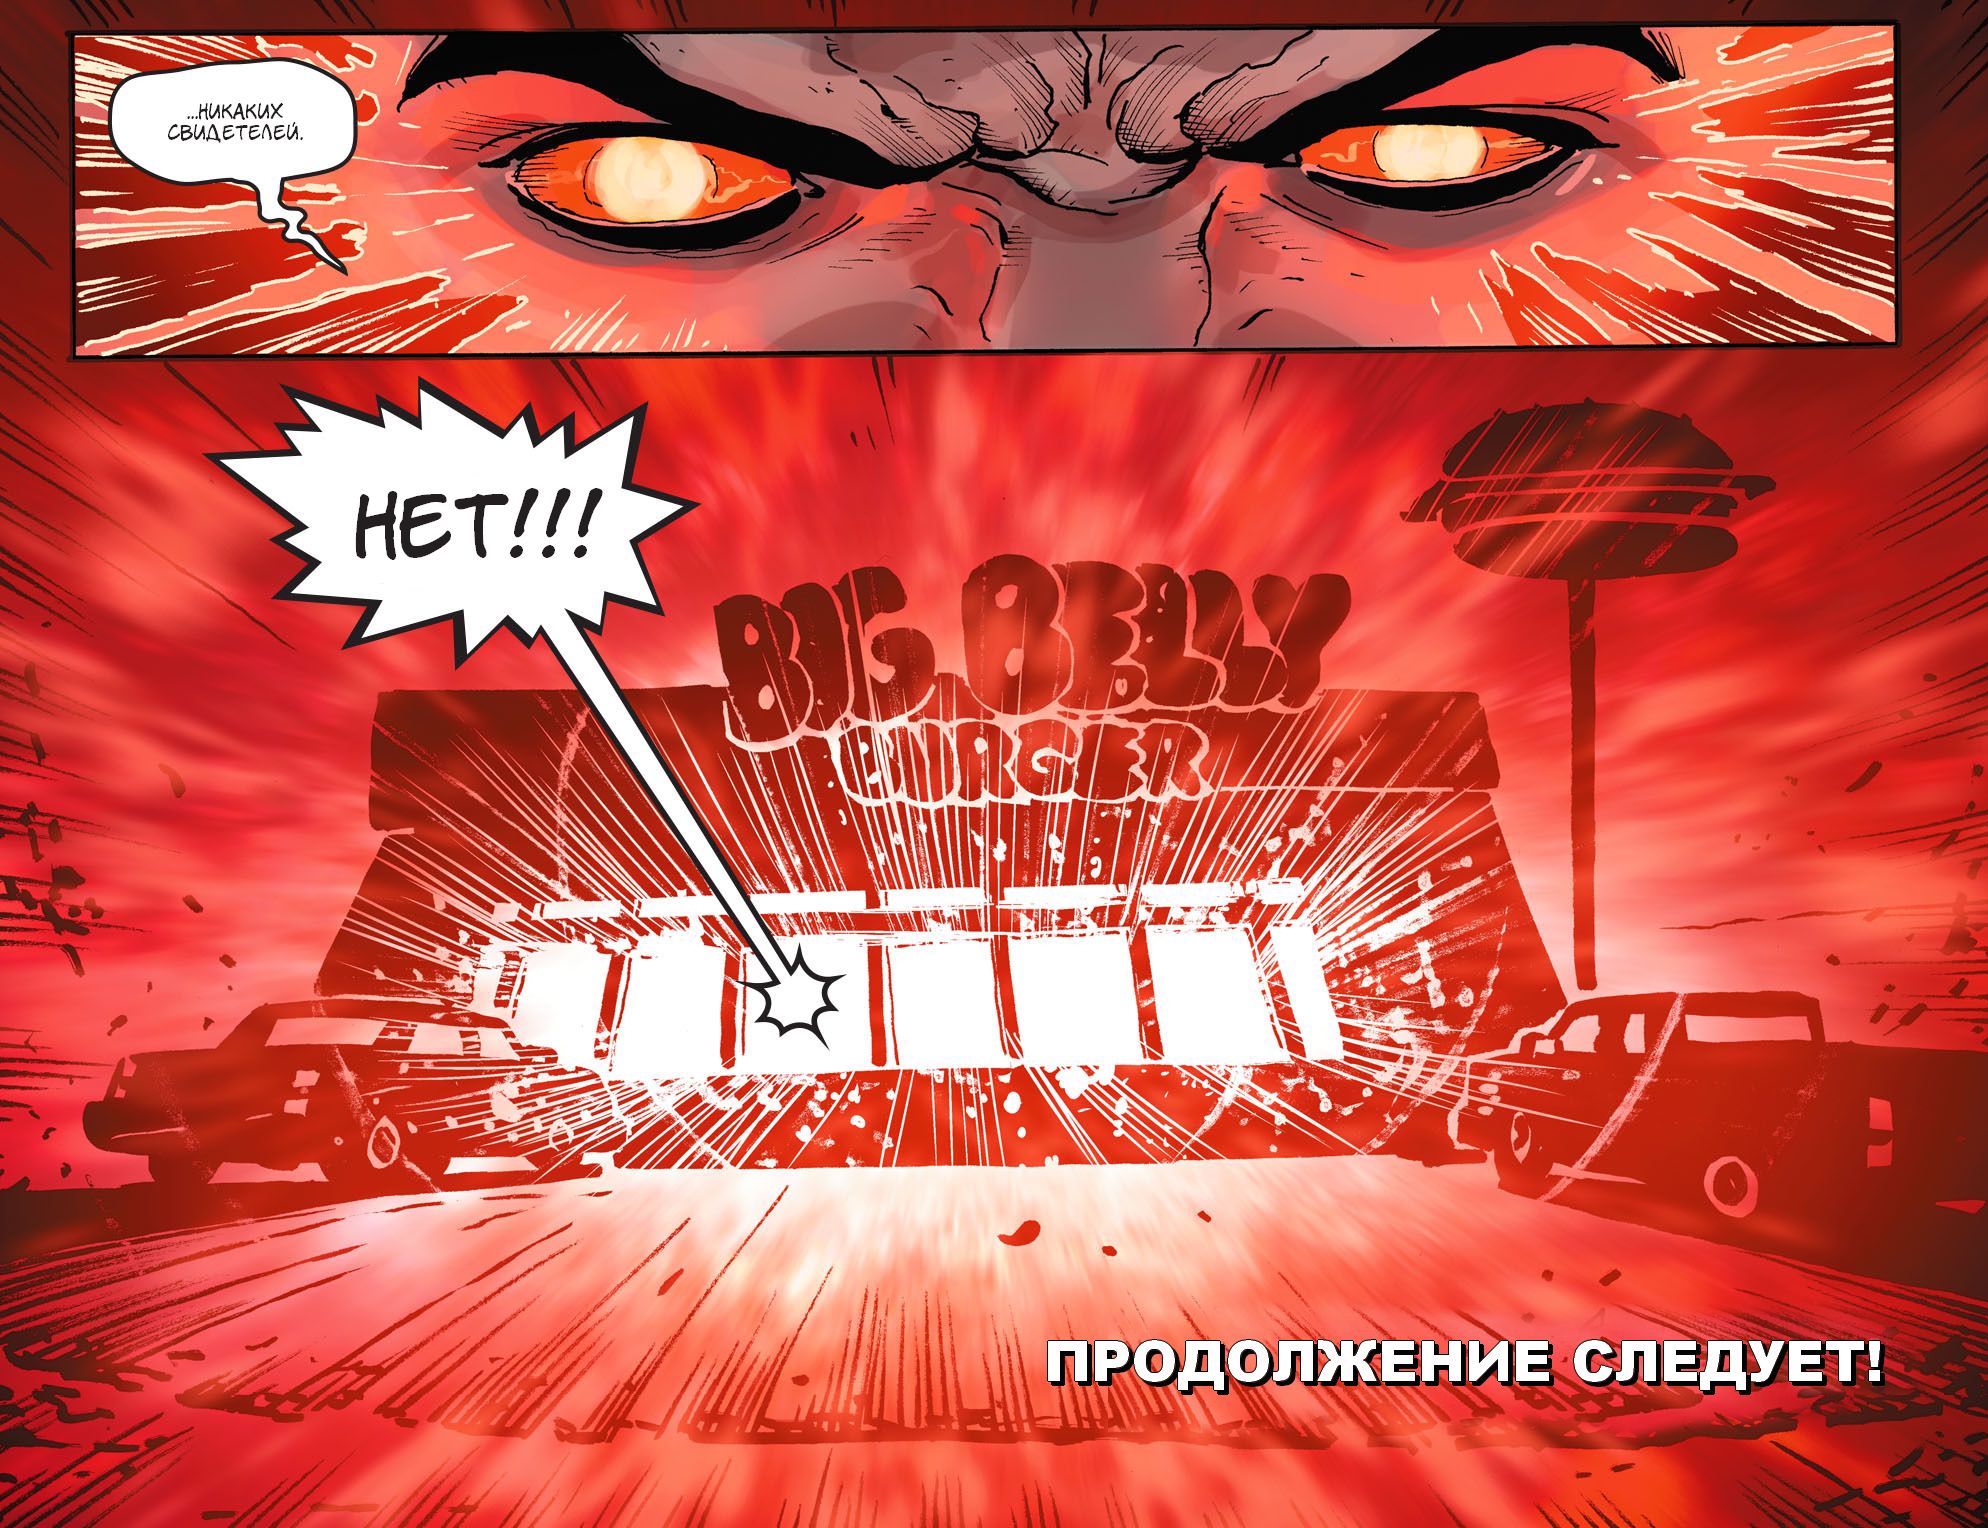 ...НИКАКИХ
СВИДЕТЕЛЕЙ.
НЕТ!!!
BIG BELLY
BURGER
ПРОДОЛЖЕНИЕ СЛЕДУЕТ!